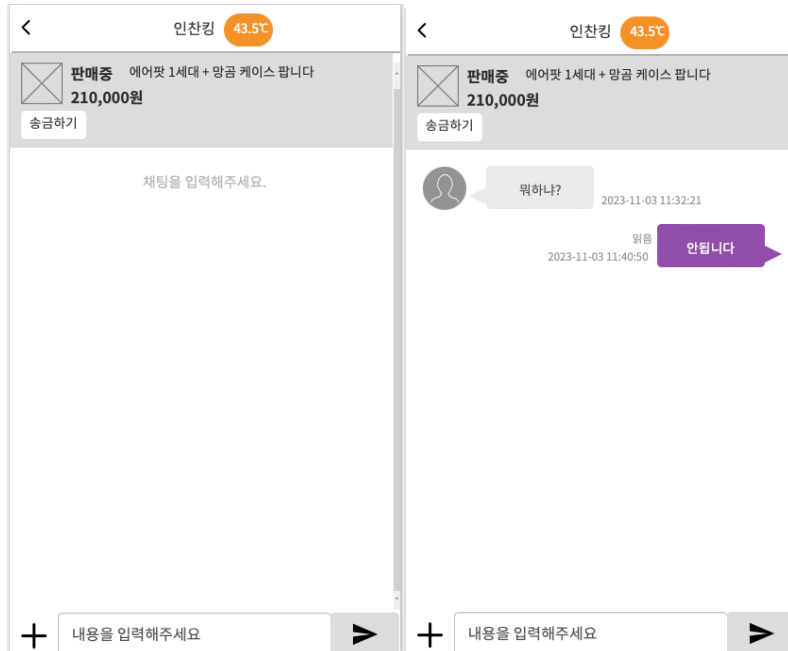 인찬킹 43.5℃
판매중 에어팟 1세대 + 망곰 케이스 팝니다
210,000원
송금하기
채팅을 입력해주세요.
내용을 입력해주세요
인찬킹 43.5℃
판매중 에어팟 1세대 + 망곰 케이스 팝니다
210,000원
송금하기
뭐하냐?
2023-11-03 11:32:21
읽음
안됩니다
2023-11-03 11:40:50
내용을 입력해주세요